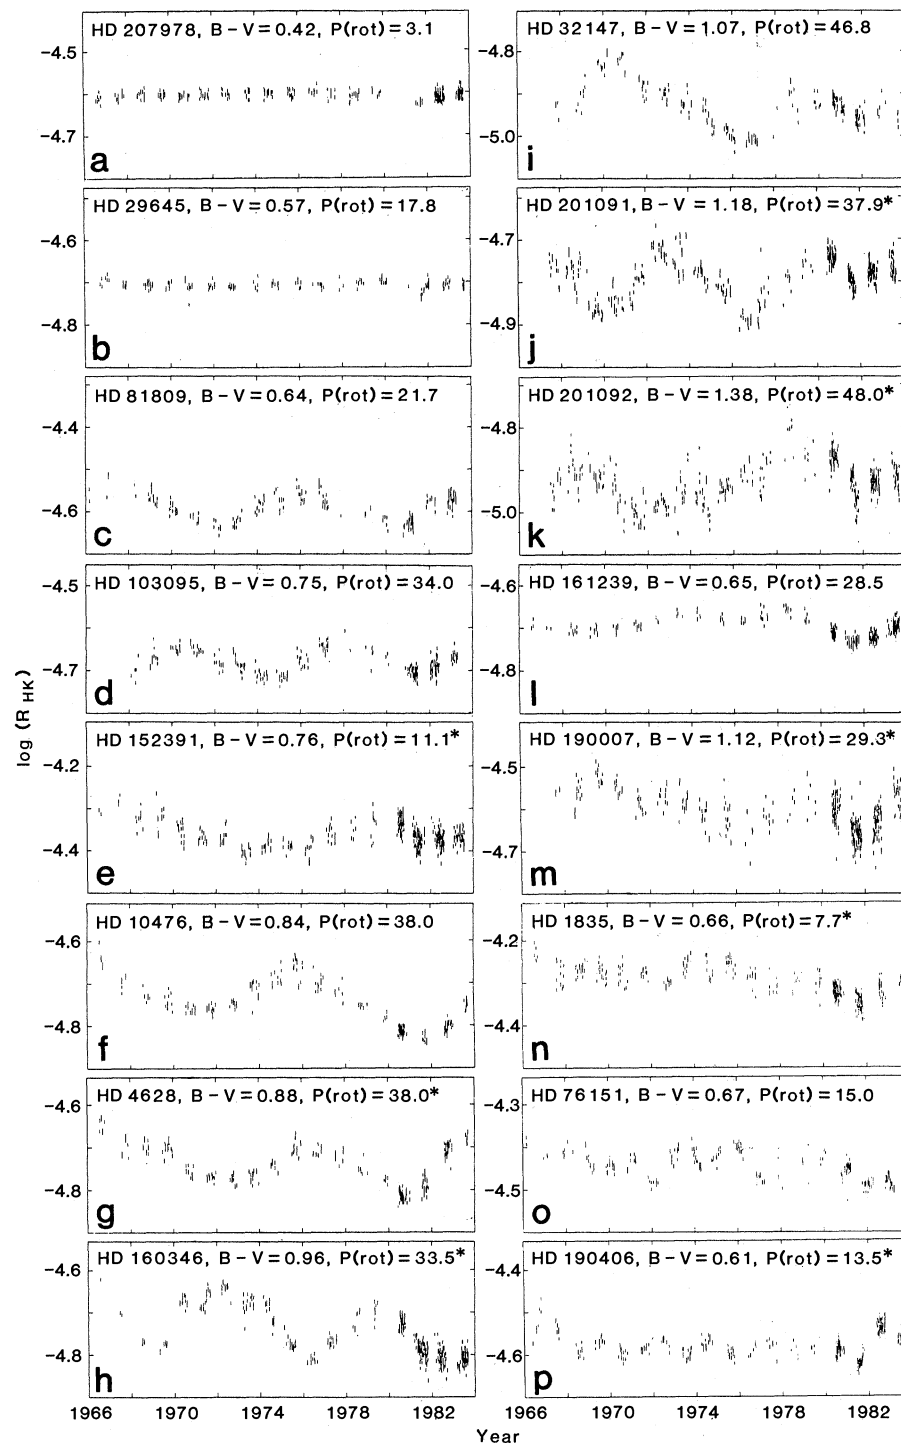 HD 207978, B – V = 0.42, P(rot) = 3.1
−4.5
−4.7
a
HD 29645, B – V = 0.57, P(rot) = 17.8
−4.6
−4.8
b
HD 81809, B – V = 0.64, P(rot) = 21.7
−4.4
−4.6
c
HD 103095, B – V = 0.75, P(rot) = 34.0
−4.5
−4.7
d
log (R HK)
HD 152391, B – V = 0.76, P(rot) = 11.1*
−4.2
−4.4
e
HD 10476, B – V = 0.84, P(rot) = 38.0
−4.6
−4.8
f
HD 4628, B – V = 0.88, P(rot) = 38.0*
−4.6
−4.8
g
HD 160346, B – V = 0.96, P(rot) = 33.5*
−4.6
−4.8
h
1966 1970 1974 1978 1982
HD 32147, B – V = 1.07, P(rot) = 46.8
−4.8
−5.0
i
HD 201091, B – V = 1.18, P(rot) = 37.9*
−4.7
−4.9
j
HD 201092, B – V = 1.38, P(rot) = 48.0*
−4.8
−5.0
k
HD 161239, B – V = 0.65, P(rot) = 28.5
−4.6
−4.8
l
HD 190007, B – V = 1.12, P(rot) = 29.3*
−4.5
−4.7
m
HD 1835, B – V = 0.66, P(rot) = 7.7*
−4.2
−4.4
n
HD 76151, B – V = 0.67, P(rot) = 15.0
−4.3
−4.5
o
HD 190406, B – V = 0.61, P(rot) = 13.5*
−4.4
−4.6
p
1966 1970 1974 1978 1982
Year